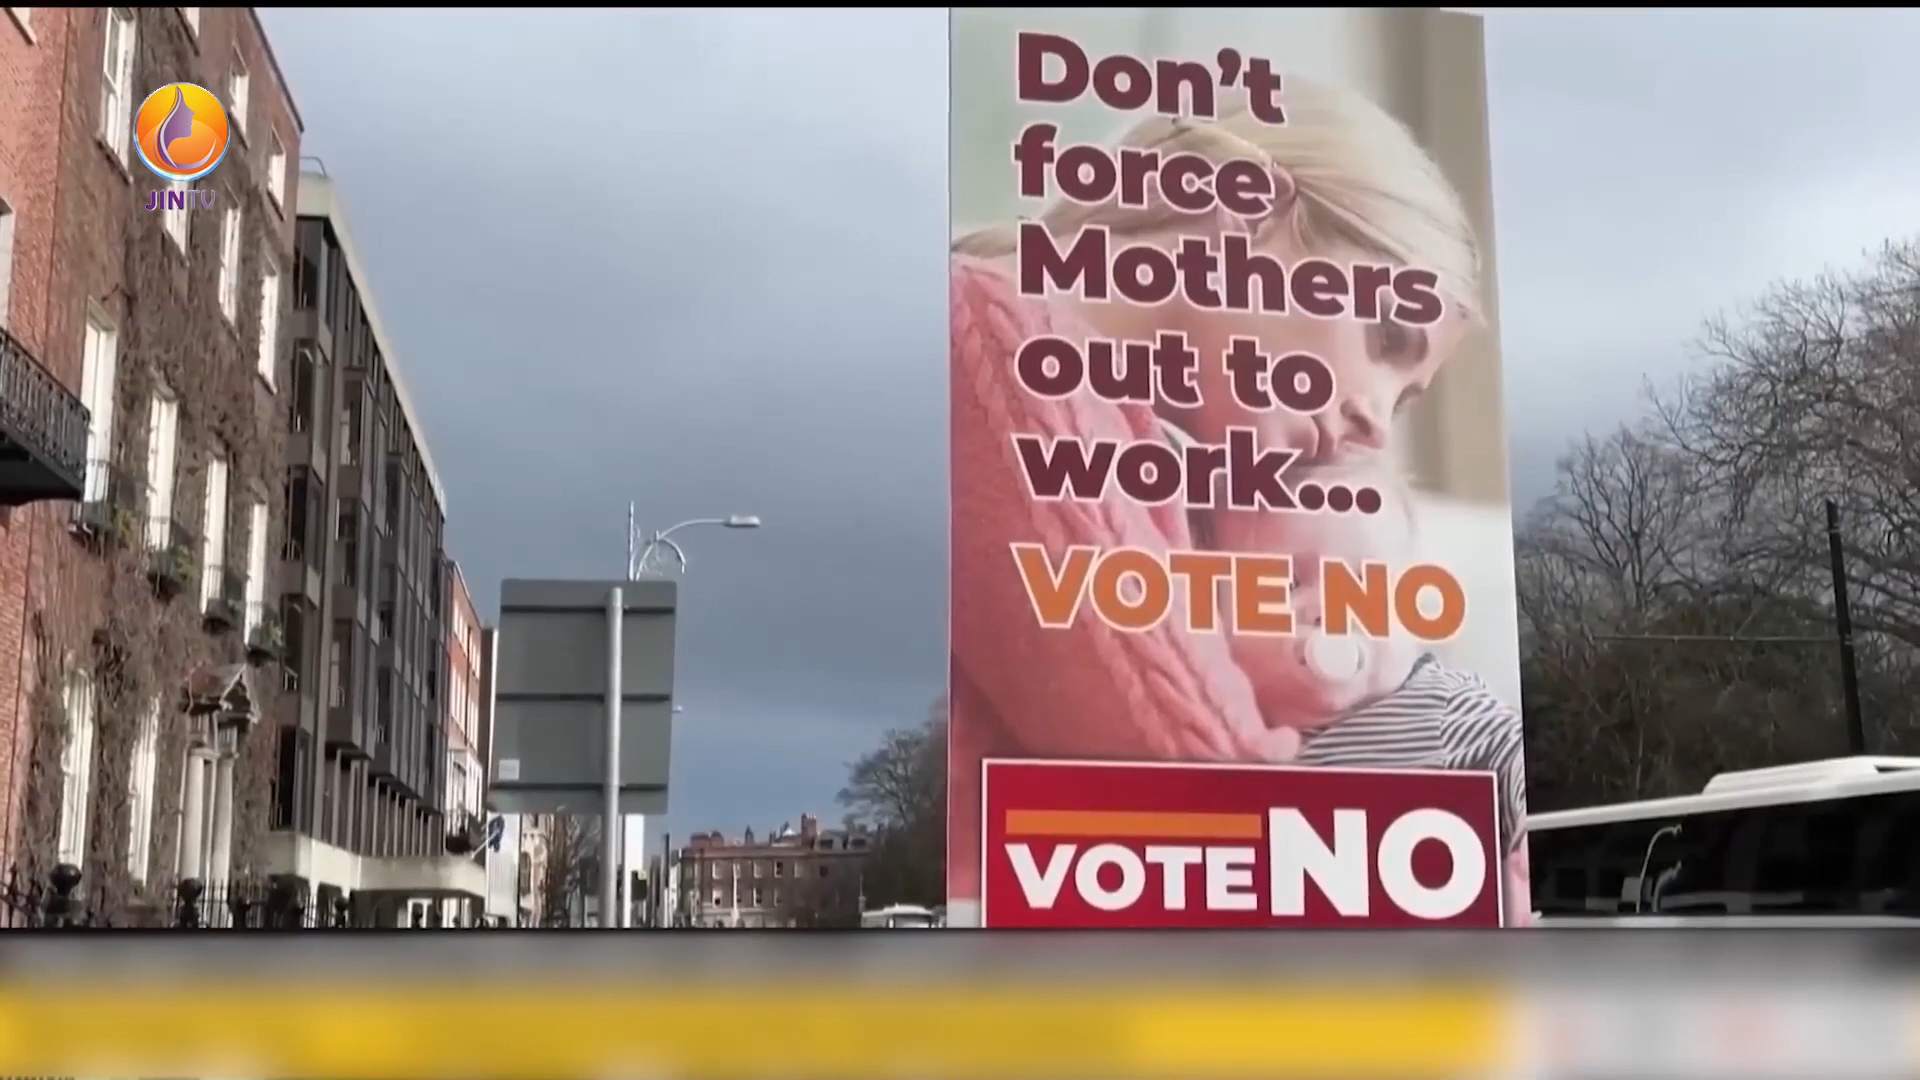 JINTV
Don't
force
Mothers
out to
work...
VOTE NO
VOTE NO